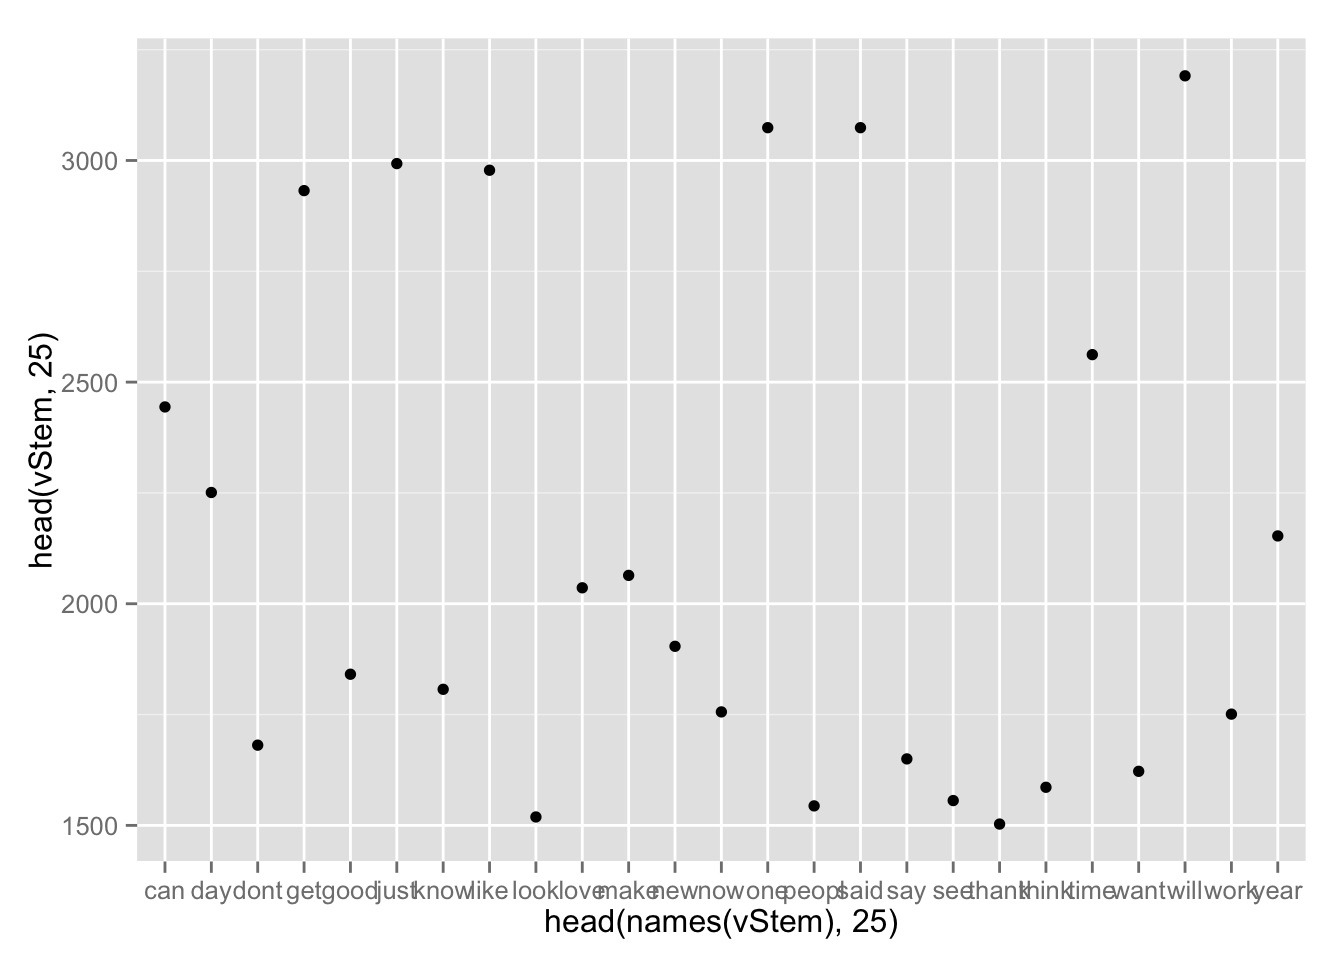 3000
2500
2000
1500
head(vStem, 25)
can day dont get good just know like look love make new now one peopl said say see thank think time want will work year
head(names(vStem), 25)